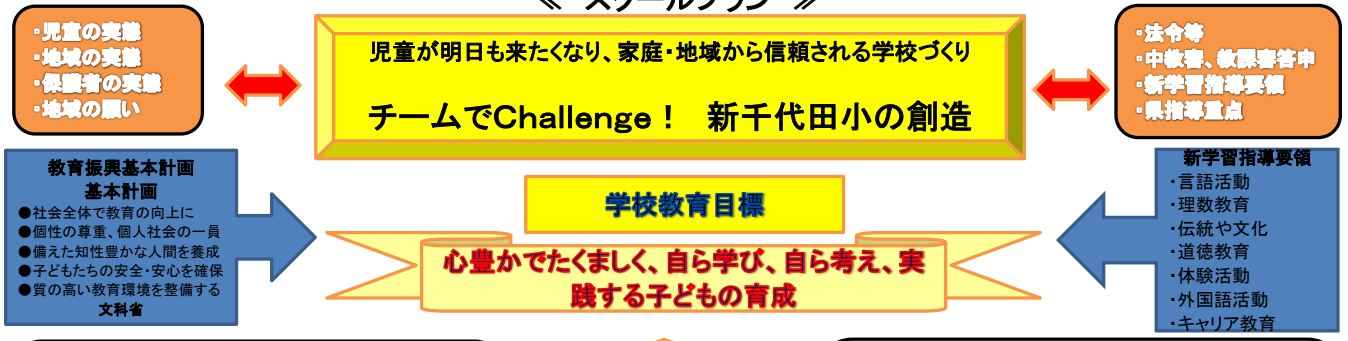 ≪ スクールプラン ≫
・児童の実態
・地域の実態
・保護者の実態
・地域の願い
児童が明日も来たくなり、家庭・地域から信頼される学校づくり
チームでChallenge！ 新千代田小の創造
・法令等
・中教審、教課審答申
・新学習指導要領
・県指導重点
教育振興基本計画
基本計画
●社会全体で教育の向上に
●個性の尊重、個人社会の一員
●備えた知性豊かな人間を養成
●子どもたちの安全・安心を確保
●質の高い教育環境を整備する
文科省
学校教育目標
心豊かでたくましく、自ら学び、自ら考え、実
践する子どもの育成
新学習指導要領
・言語活動
・理数教育
・伝統や文化
・道徳教育
・体験活動
・外国語活動
・キャリア教育